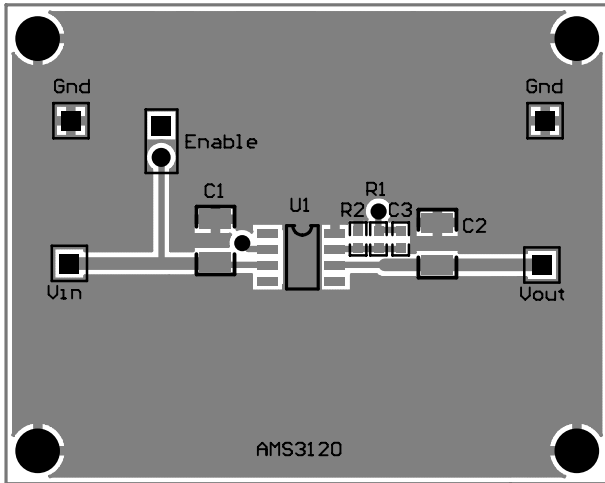 Gnd
Gnd
Enable
C1
U1
R1
R2
C3
C2
Vin
Vout
AMS3120